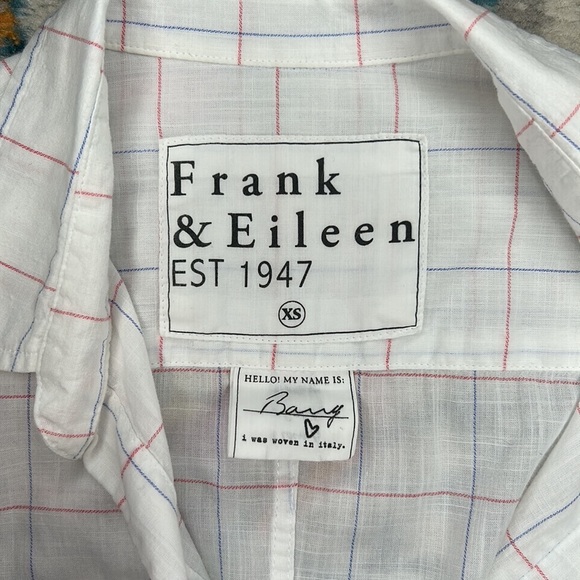 Frank
& Eileen
EST 1947
XS
HELLO! MY NAME IS:
Barry
i was woven in italy.